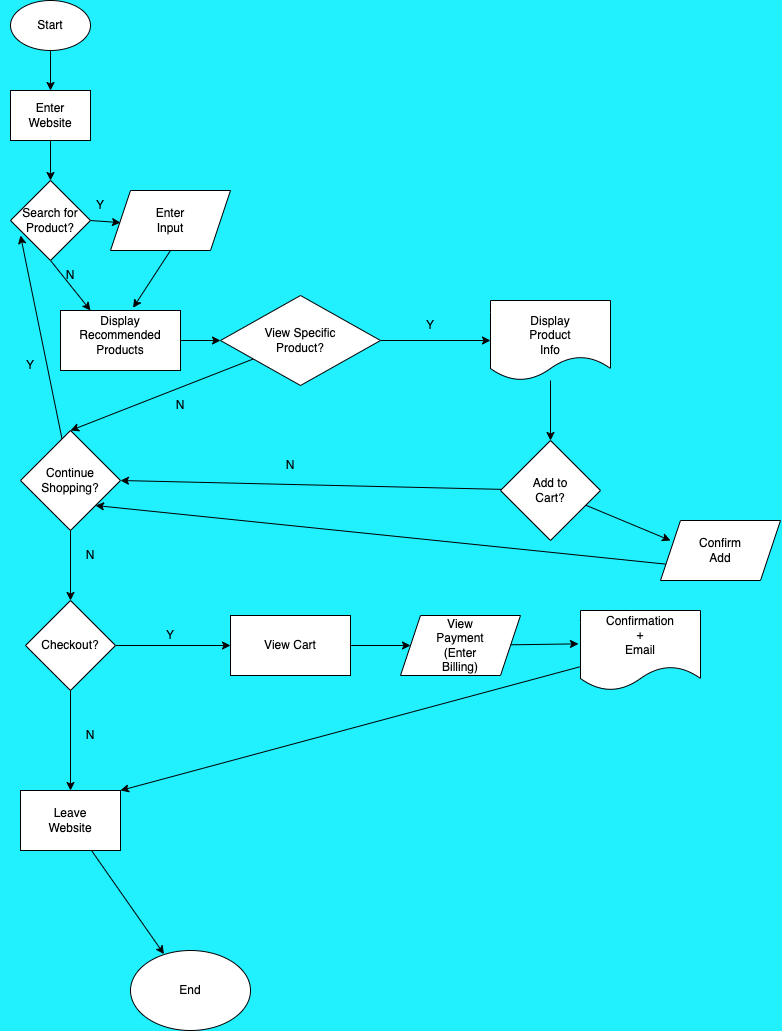 Start
Enter
Website
Search for
Product?
Y
Enter
Input
N
Display
Recommended
Products
View Specific
Product?
Y
Display
Product
Info
Y
N
Continue
Shopping?
N
Add to
Cart?
Confirm
Add
N
Checkout?
Y
View Cart
View
Payment
(Enter
Billing)
Confirmation
+
Email
N
Leave
Website
End